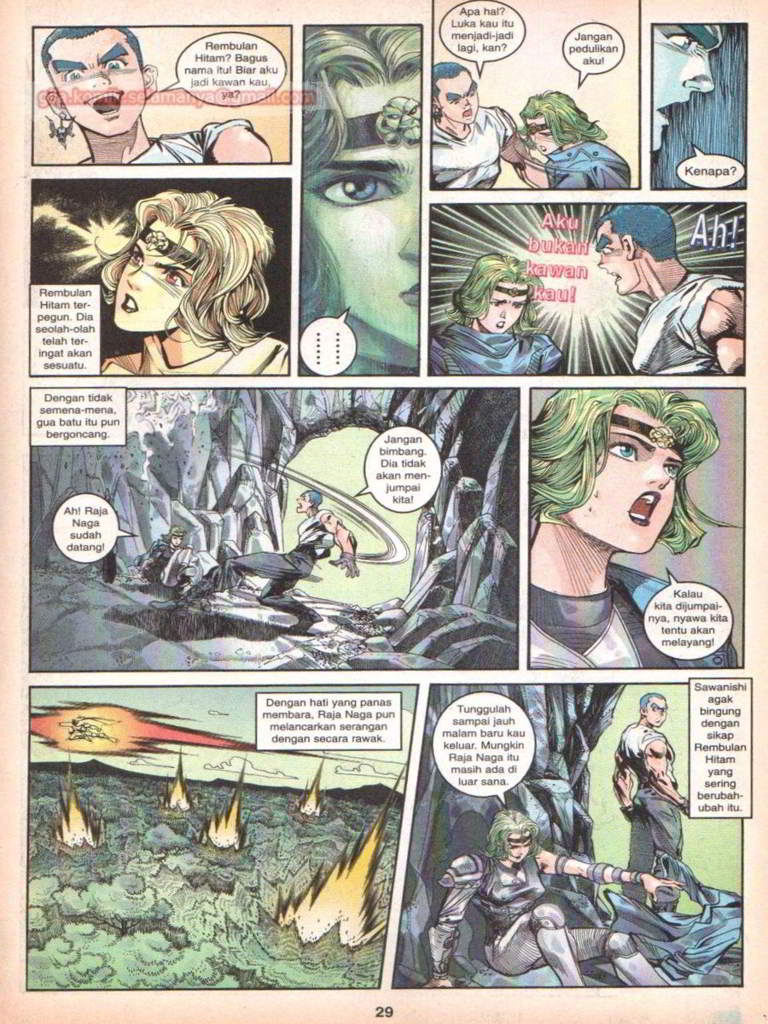 Rembulan
Hitam? Bagus
nama itu! Biar aku
jadi kawan kau,
ya?
Apa hal?
Luka kau itu
menjadi-jadi
lagi, kan?
Jangan
pedulikan
aku!
Kenapa?
Rembulan
Hitam ter-
pegun. Dia
seolah-olah
telah ter-
ingat akan
sesuatu.
Aku
bukan
kawan
kau!
Ah!
Dengan tidak
semena-mena,
gua batu itu pun
bergoncang.
Ah! Raja
Naga
sudah
datang!
Jangan
bimbang.
Dia tidak
akan men-
jumpai
kita!
Kalau
kita dijumpai-
nya, nyawa kita
tentu akan
melayang!
Dengan hati yang panas
membara, Raja Naga pun
melancarkan serangan
dengan secara rawak.
Tunggulah
sampai jauh
malam baru kau
keluar. Mungkin
Raja Naga itu
masih ada di
luar sana.
Sawanishi
agak
bingung
dengan
sikap
Rembulan
Hitam
yang
sering
berubah-
ubah itu.
29